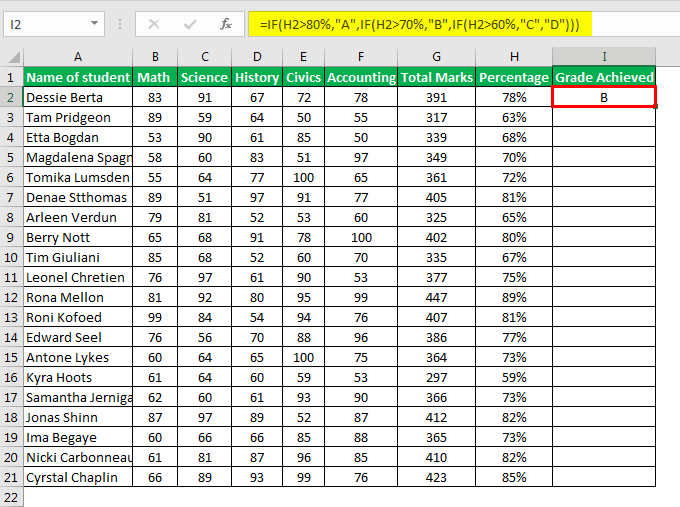 I2 fx =IF(H2>80%,"A",IF(H2>70%,"B",IF(H2>60%,"C","D")))
A B C D E F G H I
1 Name of student Math Science History Civics Accounting Total Marks Percentage Grade Achieved
2 Dessie Berta 83 91 67 72 78 391 78% B
3 Tam Pridgeon 89 59 64 50 55 317 63%
4 Etta Bogdan 53 90 61 85 50 339 68%
5 Magdalena Spagn 58 60 83 51 97 349 70%
6 Tomika Lumsden 55 64 77 100 65 361 72%
7 Denae Stthomas 89 51 97 91 77 405 81%
8 Arleen Verdun 79 81 52 53 60 325 65%
9 Berry Nott 65 68 91 78 100 402 80%
10 Tim Giuliani 85 68 52 60 70 335 67%
11 Leonel Chretien 76 97 61 90 53 377 75%
12 Rona Mellon 81 92 80 95 99 447 89%
13 Roni Kofoed 99 84 54 94 76 407 81%
14 Edward Seel 76 56 70 88 96 386 77%
15 Antone Lykes 60 64 65 100 75 364 73%
16 Kyra Hoots 61 64 60 59 53 297 59%
17 Samantha Jerniga 62 60 61 93 90 366 73%
18 Jonas Shinn 87 97 89 52 87 412 82%
19 Ima Begaye 60 66 66 85 88 365 73%
20 Nicki Carbonneau 61 81 87 96 85 410 82%
21 Cyrstal Chaplin 66 89 93 99 76 423 85%
22